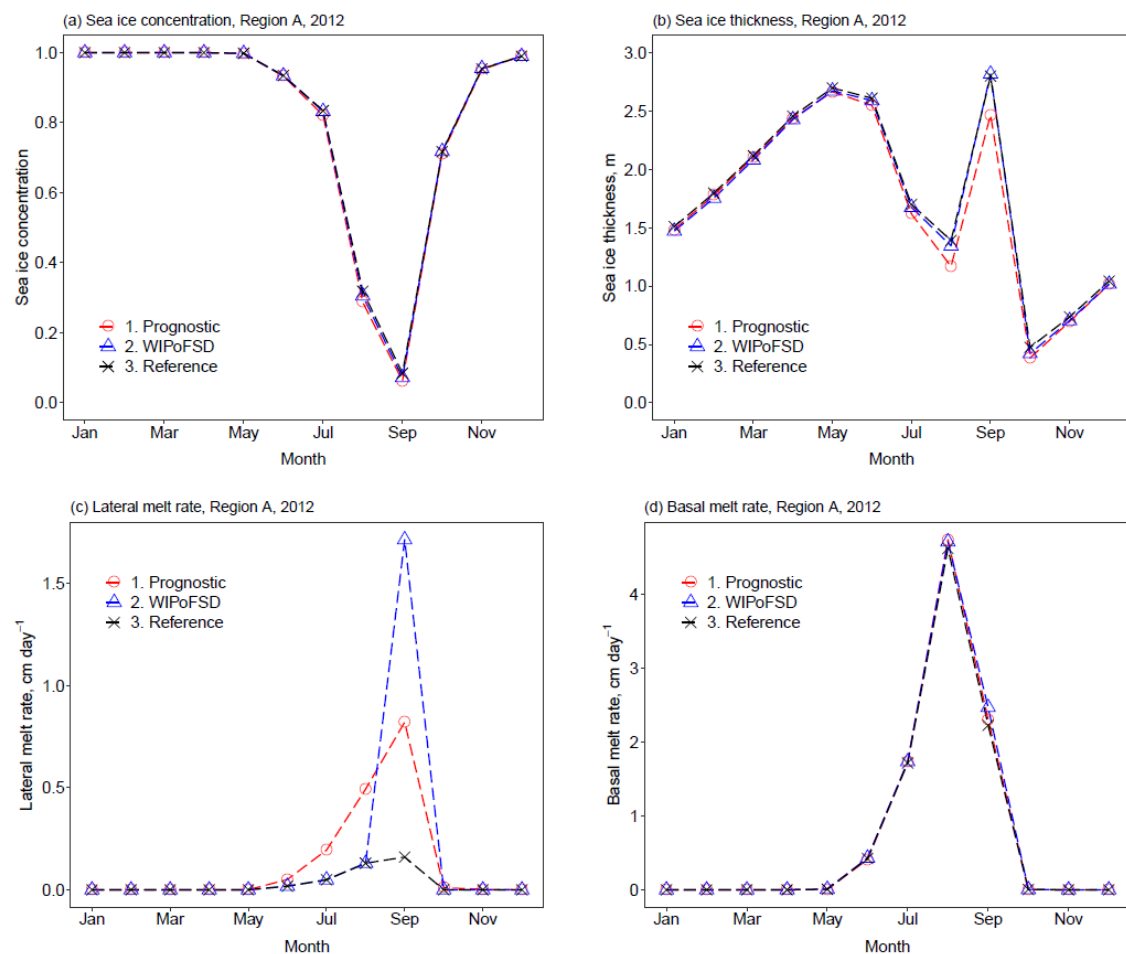 (a) Sea ice concentration, Region A, 2012
1.0
0.8
0.6
0.4
0.2
0.0
Sea ice concentration
1. Prognostic
2. WIPoFSD
3. Reference
Jan Mar May Jul Sep Nov
Month
(b) Sea ice thickness, Region A, 2012
3.0
2.5
2.0
1.5
1.0
0.5
0.0
Sea ice thickness, m
1. Prognostic
2. WIPoFSD
3. Reference
Jan Mar May Jul Sep Nov
Month
(c) Lateral melt rate, Region A, 2012
1.5
1.0
0.5
0.0
Lateral melt rate, cm day⁻¹
1. Prognostic
2. WIPoFSD
3. Reference
Jan Mar May Jul Sep Nov
Month
(d) Basal melt rate, Region A, 2012
4
3
2
1
0
Basal melt rate, cm day⁻¹
1. Prognostic
2. WIPoFSD
3. Reference
Jan Mar May Jul Sep Nov
Month